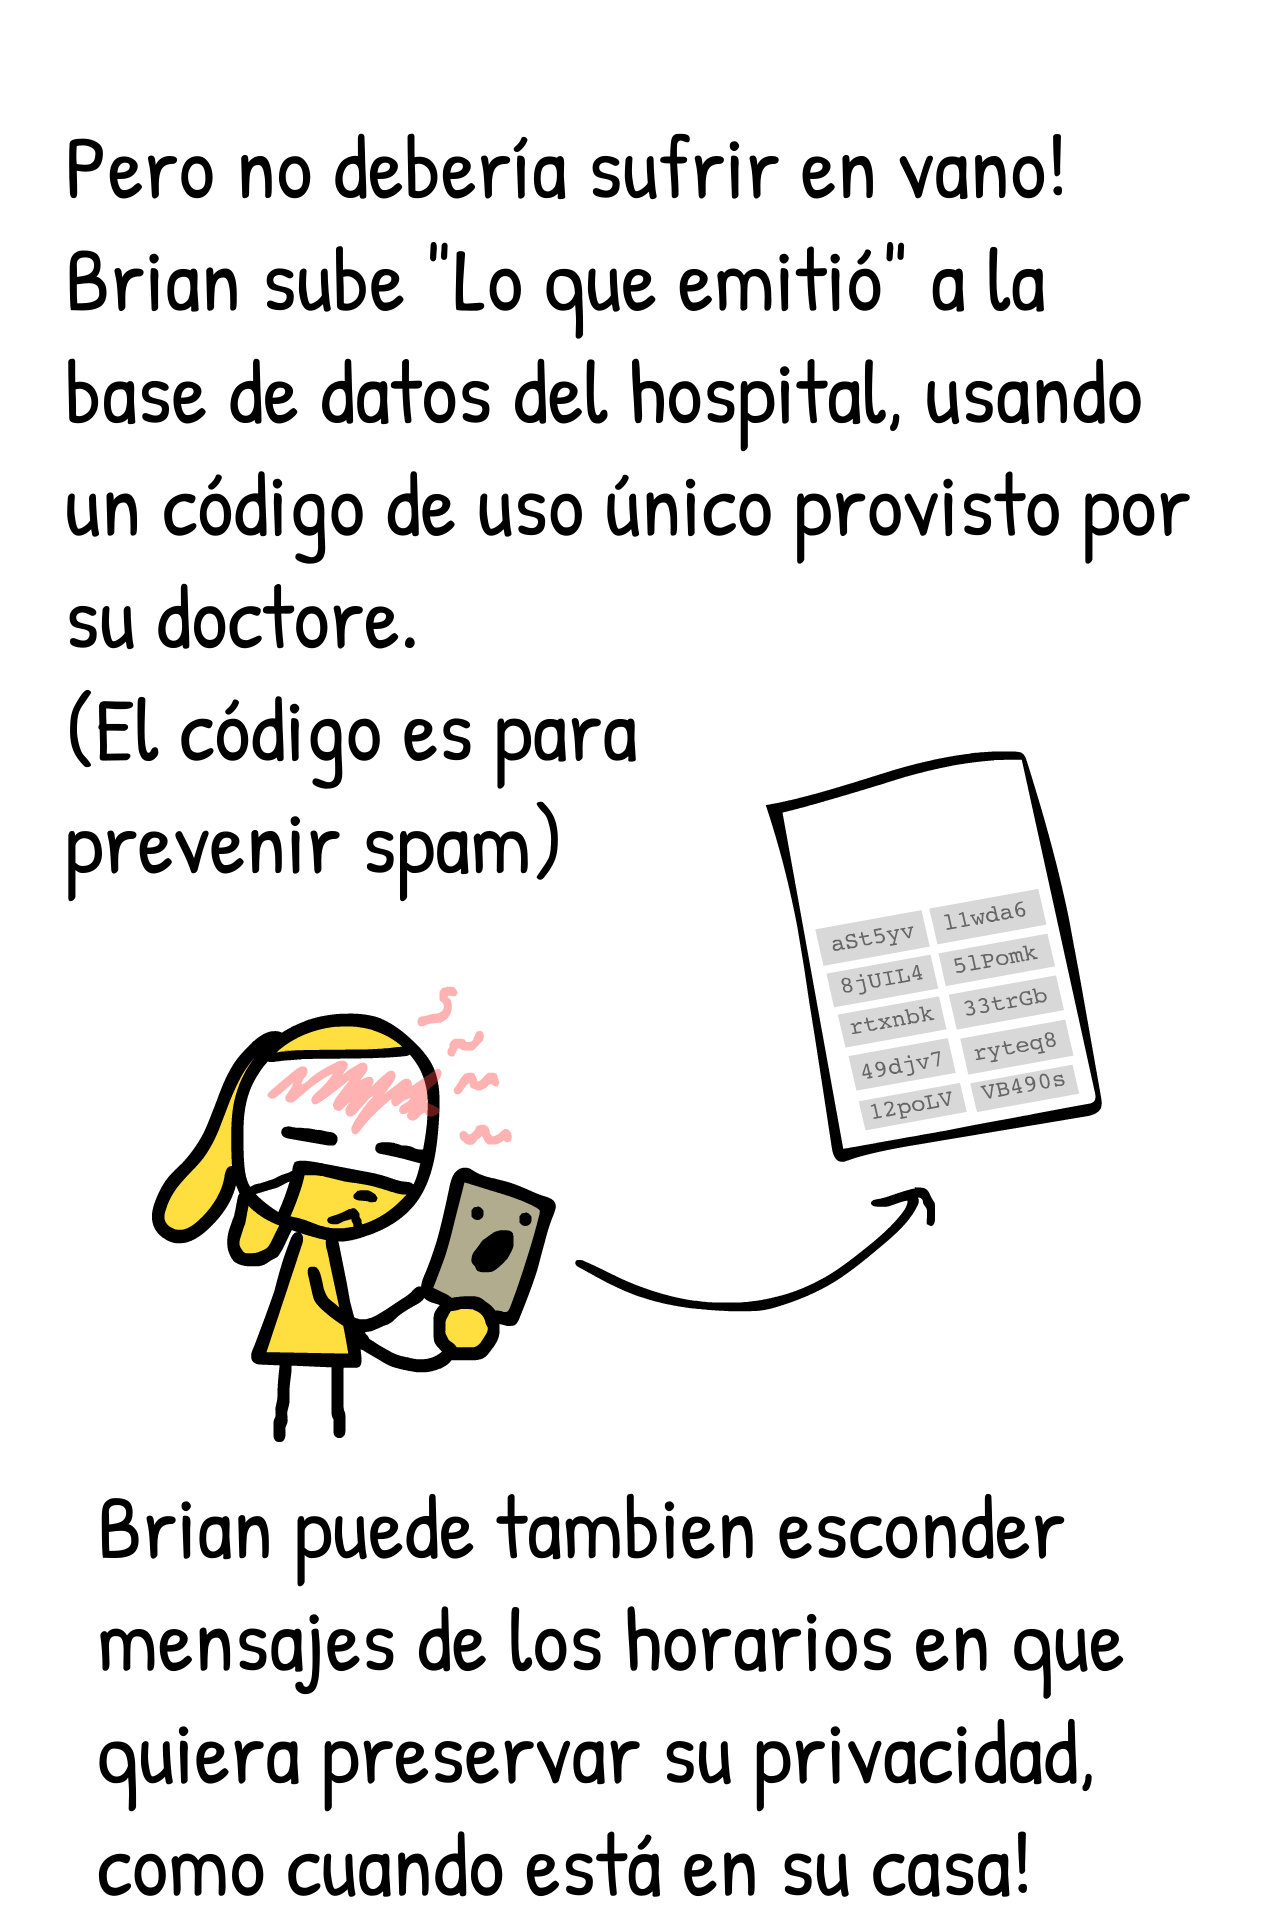 Pero no debería sufrir en vano!
Brian sube "Lo que emitió" a la
base de datos del hospital, usando
un código de uso único provisto por
su doctore.
(El código es para
prevenir spam)
aSt5yv l1wda6
8jUIL4 5lPomk
rtxnbk 33trGb
49djv7 ryteq8
12poLV VB490s
Brian puede tambien esconder
mensajes de los horarios en que
quiera preservar su privacidad,
como cuando está en su casa!